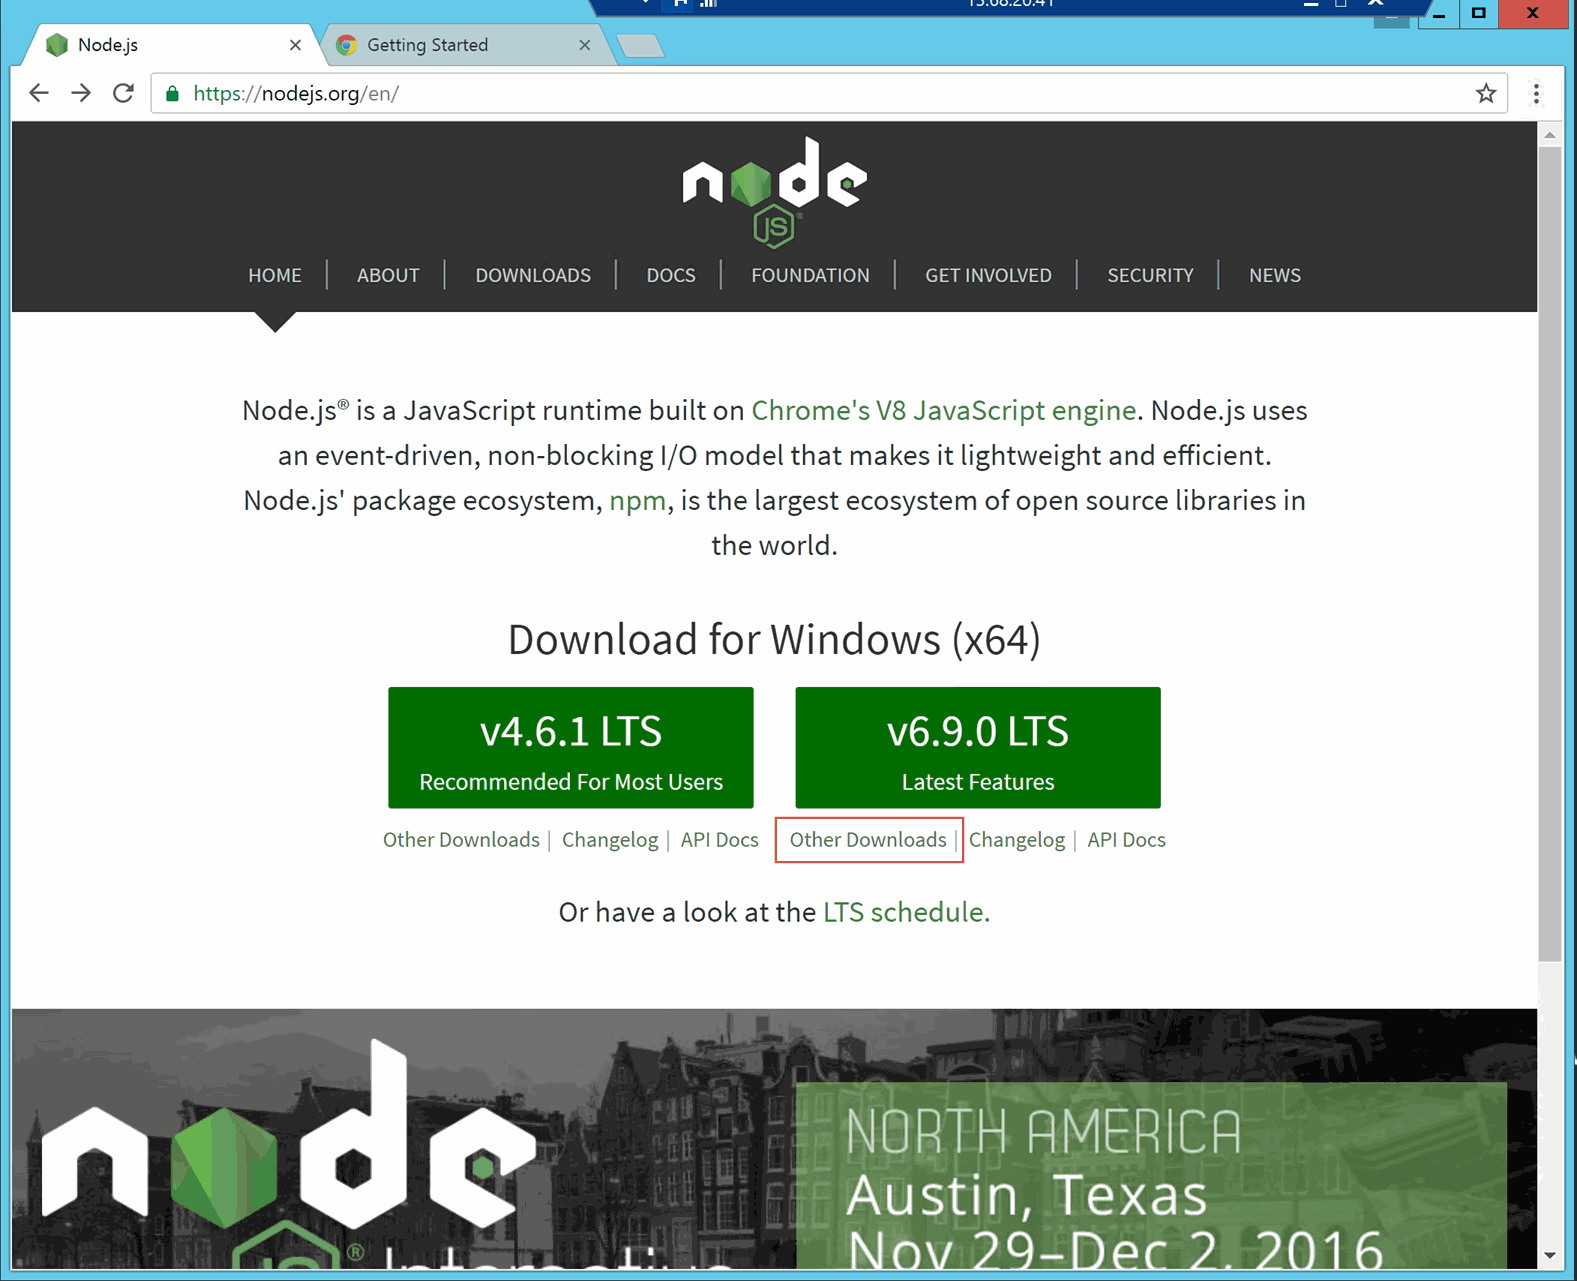 Node.js
Getting Started
https://nodejs.org/en/
node
JS
HOME
ABOUT
DOWNLOADS
DOCS
FOUNDATION
GET INVOLVED
SECURITY
NEWS
Node.js® is a JavaScript runtime built on Chrome's V8 JavaScript engine. Node.js uses
an event-driven, non-blocking I/O model that makes it lightweight and efficient.
Node.js' package ecosystem, npm, is the largest ecosystem of open source libraries in
the world.
Download for Windows (x64)
v4.6.1 LTS
Recommended For Most Users
v6.9.0 LTS
Latest Features
Other Downloads | Changelog | API Docs
Other Downloads | Changelog | API Docs
Or have a look at the LTS schedule.
node
®
NORTH AMERICA
Austin, Texas
Nov 29–Dec 2, 2016